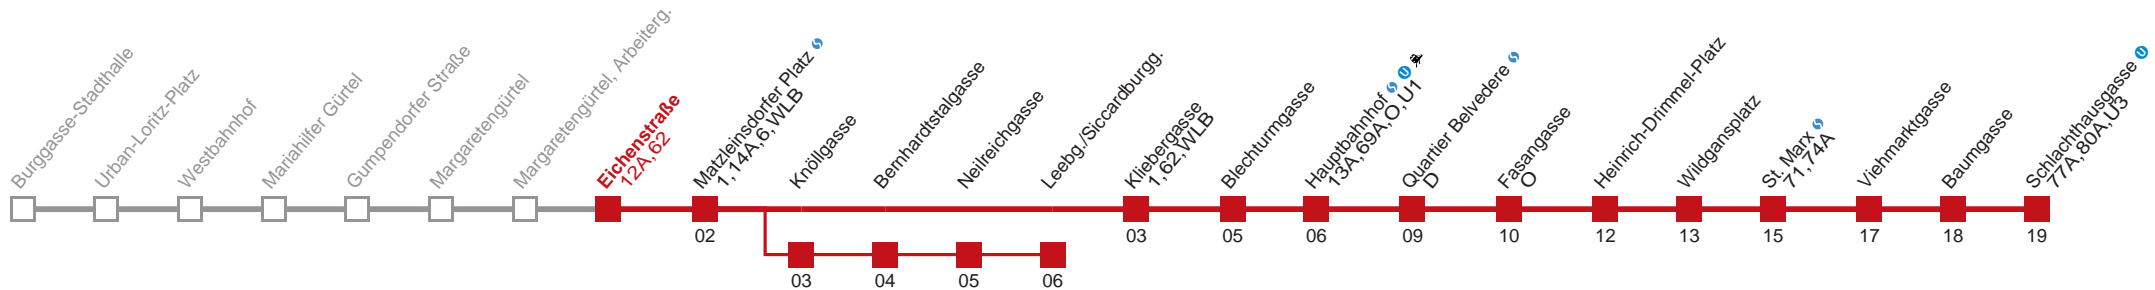 Burggasse-Stadthalle
Urban-Loritz-Platz
Westbahnhof
Mariahilfer Gürtel
Gumpendorfer Straße
Margaretengürtel
Margaretengürtel, Arbeiterg.
Eichenstraße
12A, 62
Matzleinsdorfer Platz S
1, 14A, 6, WLB
Knöllgasse
Bernhardtstalgasse
Neilreichgasse
Leebg./Siccardburgg.
Kliebergasse
1, 62, WLB
Blechturmgasse
Hauptbahnhof S U
13A, 69A, O, U1
Quartier Belvedere S
D
Fasangasse
O
Heinrich-Drimmel-Platz
Wildgansplatz
St. Marx S
71, 74A
Viehmarktgasse
Baumgasse
Schlachthausgasse U
77A, 80A, U3
02
03
05
06
09
10
12
13
15
17
18
19
03
04
05
06